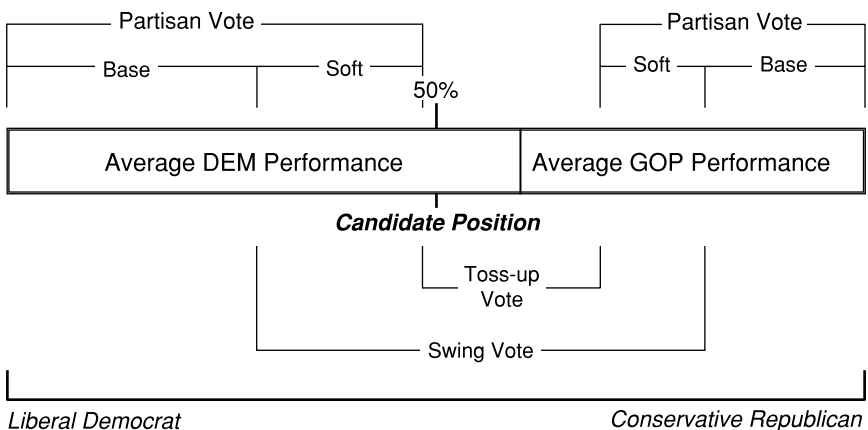 Partisan Vote
Partisan Vote
Base
Soft
Soft
Base
50%
Average DEM Performance
Average GOP Performance
Candidate Position
Toss-up
Vote
Swing Vote
Liberal Democrat
Conservative Republican